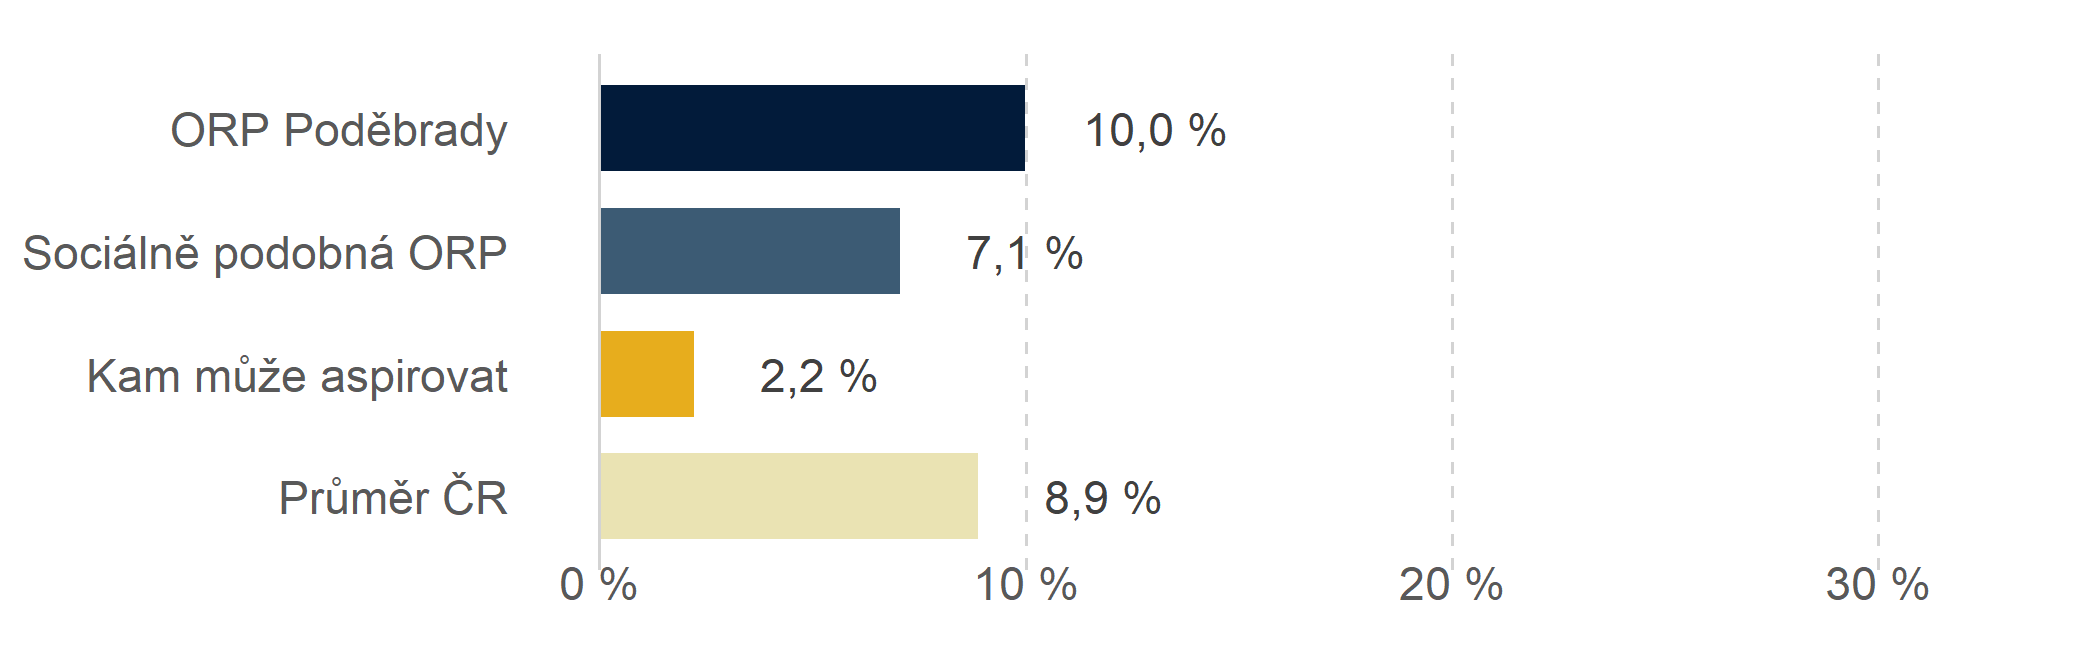 ORP Poděbrady 10,0 %
Sociálně podobná ORP 7,1 %
Kam může aspirovat 2,2 %
Průměr ČR 8,9 %
0 % 10 % 20 % 30 %